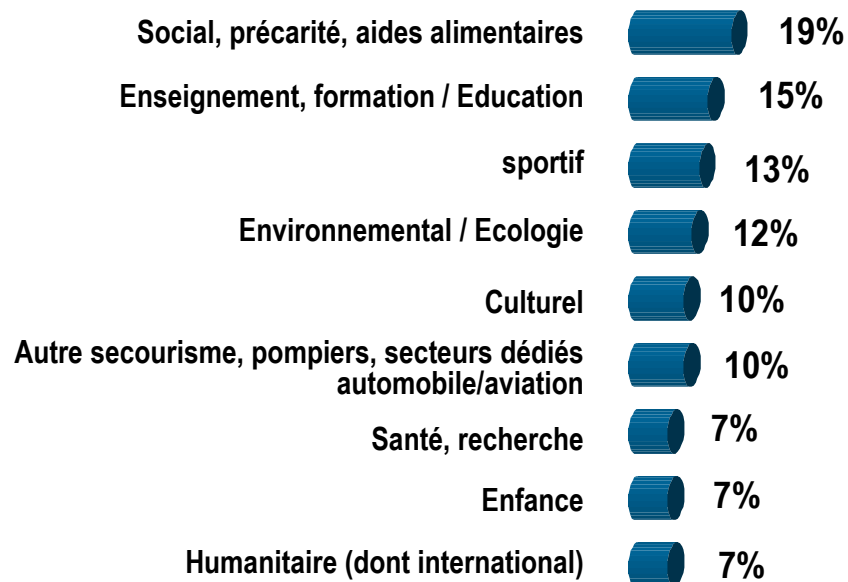 Social, précarité, aides alimentaires 19%
Enseignement, formation / Education 15%
sportif 13%
Environnemental / Ecologie 12%
Culturel 10%
Autre secourisme, pompiers, secteurs dédiés
automobile/aviation 10%
Santé, recherche 7%
Enfance 7%
Humanitaire (dont international) 7%